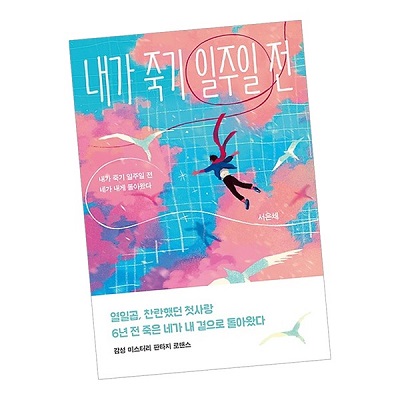 내가 죽기 일주일 전
내가 죽기 일주일 전
네가 내게 돌아왔다
서은채
열일곱, 찬란했던 첫사랑
6년 전 죽은 네가 내 곁으로 돌아왔다
감성 미스터리 판타지 로맨스